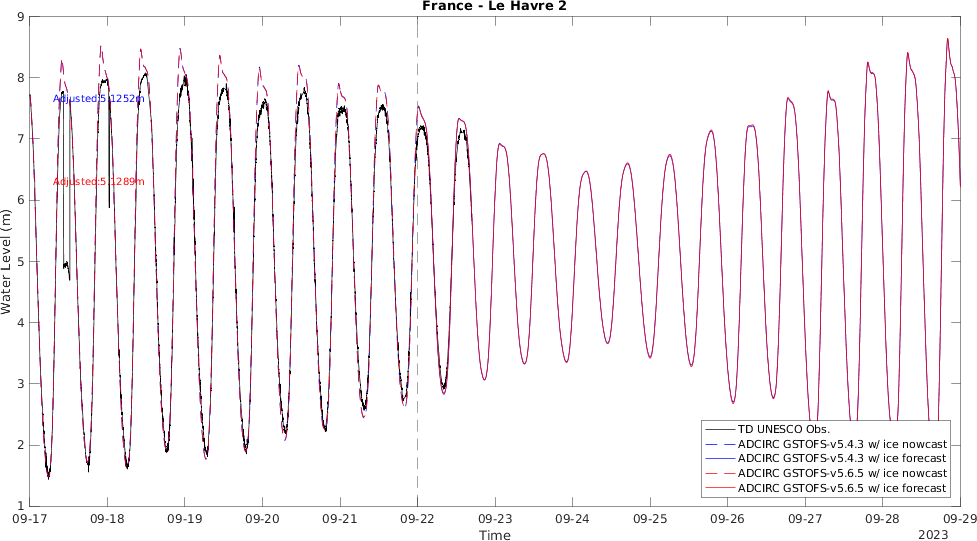 France - Le Havre 2
9
8
7
6
5
4
3
2
1
Water Level (m)
Adjusted:5.1252m
Adjusted:5.1289m
TD UNESCO Obs.
ADCIRC GSTOFS-v5.4.3 w/ ice nowcast
ADCIRC GSTOFS-v5.4.3 w/ ice forecast
ADCIRC GSTOFS-v5.6.5 w/ ice nowcast
ADCIRC GSTOFS-v5.6.5 w/ ice forecast
09-17 09-18 09-19 09-20 09-21 09-22 09-23 09-24 09-25 09-26 09-27 09-28 09-29
Time
2023